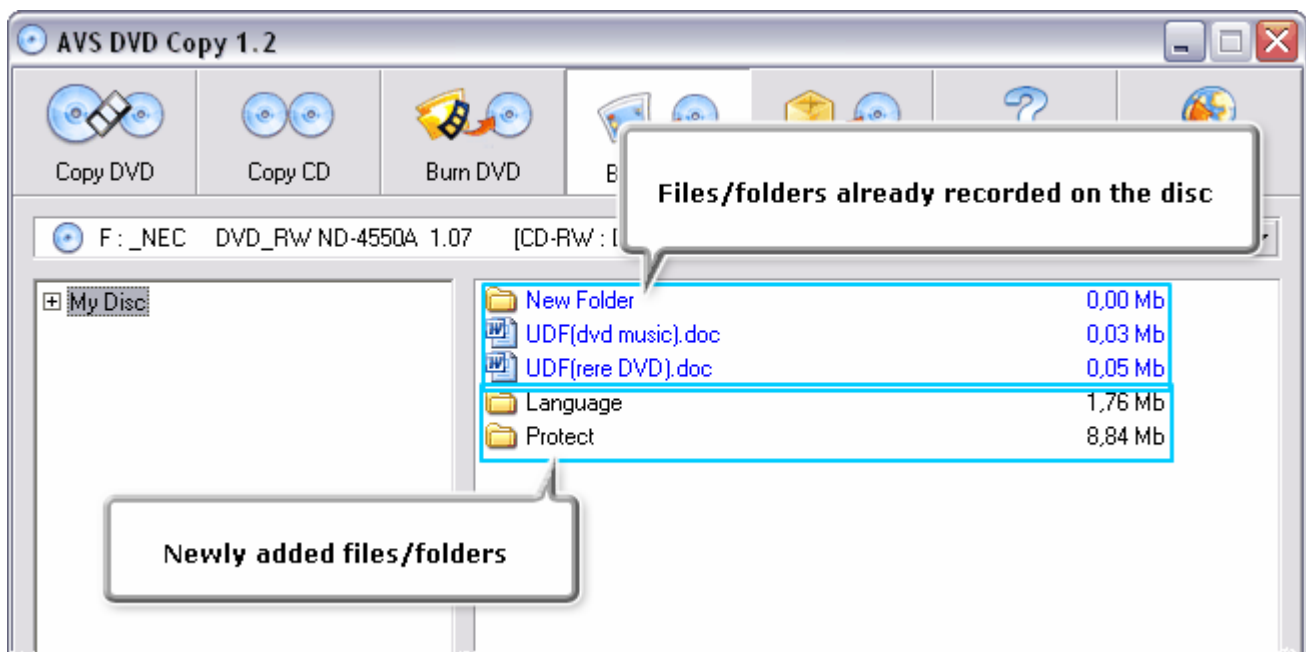 AVS DVD Copy 1.2
Copy DVD
Copy CD
Burn DVD
Files/folders already recorded on the disc
F: _NEC DVD_RW ND-4550A 1.07 [CD-RW :
My Disc
New Folder 0,00 Mb
UDF(dvd music).doc 0,03 Mb
UDF(rere DVD).doc 0,05 Mb
Language 1,76 Mb
Protect 8,84 Mb
Newly added files/folders